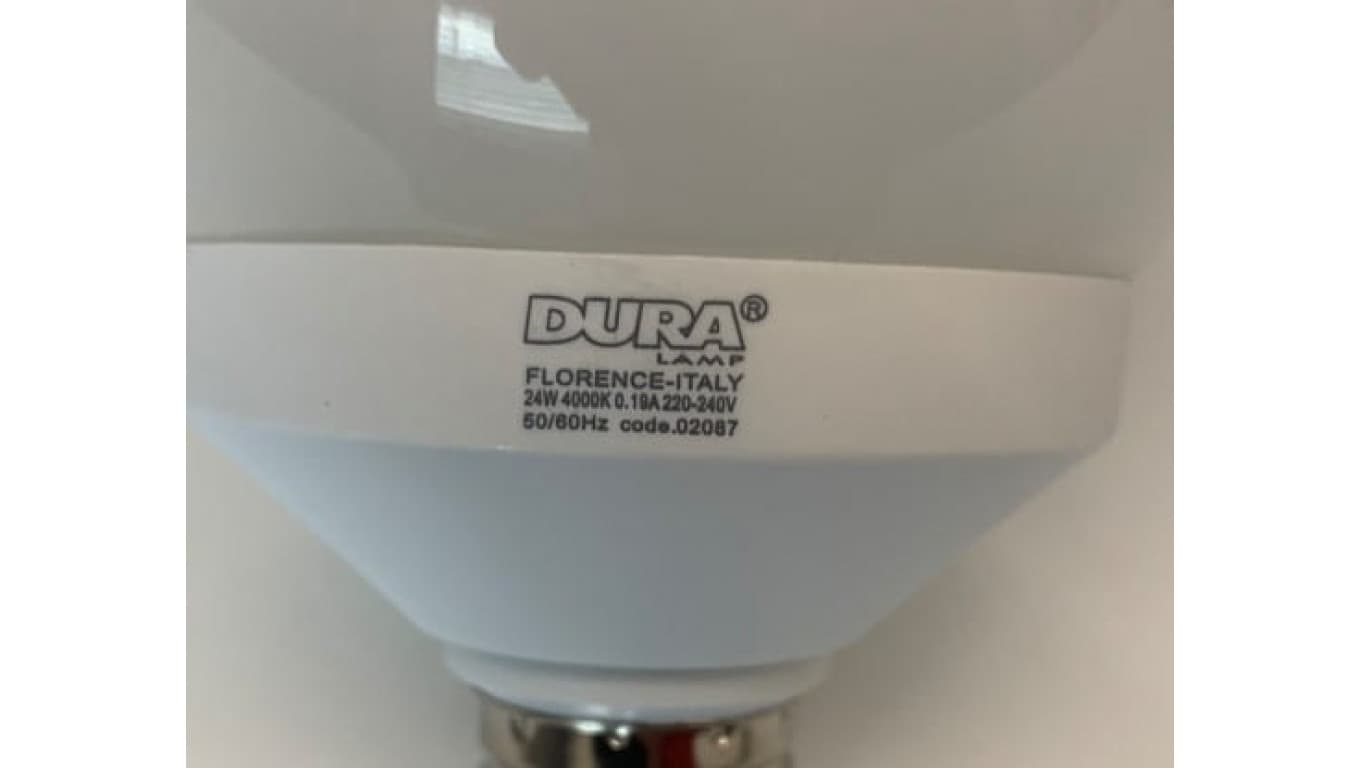 DURA®
LAMP
FLORENCE-ITALY
24W 4000K 0.19A 220-240V
50/60Hz code.02087